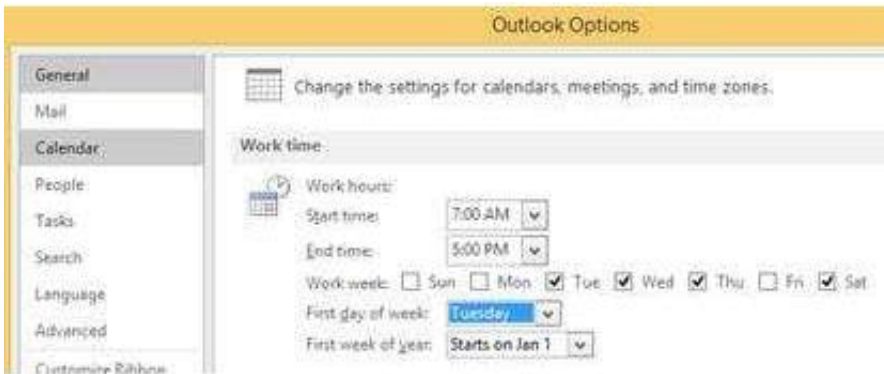 Outlook Options
General
Mail
Calendar
People
Tasks
Search
Language
Advanced
Customize Ribbon
Change the settings for calendars, meetings, and time zones.
Work time
Work hours:
Start time: 7:00 AM
End time: 5:00 PM
Work week: Sun Mon Tue Wed Thu Fri Sat
First day of week: Tuesday
First week of year: Starts on Jan 1